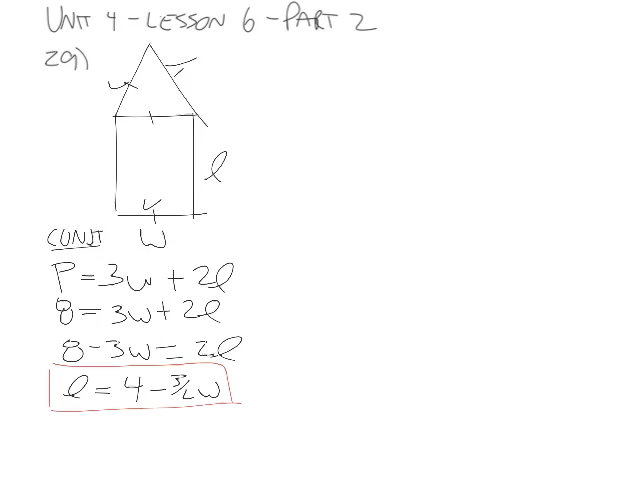 UNIT 4 - LESSON 6 - PART 2
29)
l
W
CONST
P = 3w + 2l
8 = 3w + 2l
8 - 3w = 2l
l = 4 - 3/2 w